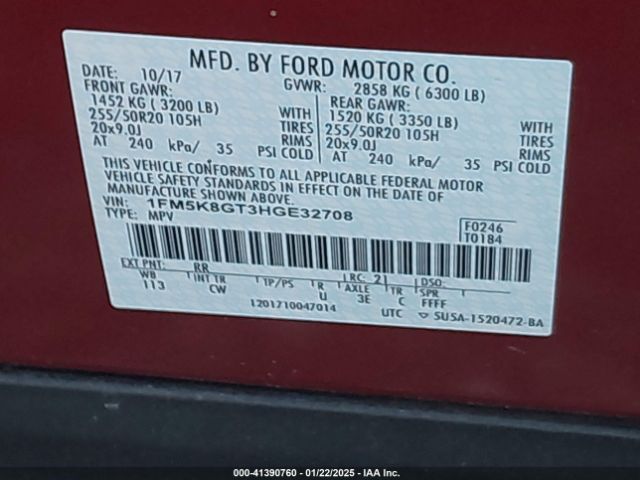 MFD. BY FORD MOTOR CO.
DATE: 10/17 GVWR: 2858 KG ( 6300 LB)
FRONT GAWR: REAR GAWR:
1452 KG ( 3200 LB) WITH 1520 KG ( 3350 LB) WITH
255/50R20 105H TIRES 255/50R20 105H TIRES
20x9.0J RIMS 20x9.0J RIMS
AT 240 kPa/ 35 PSI COLD AT 240 kPa/ 35 PSI COLD
THIS VEHICLE CONFORMS TO ALL APPLICABLE FEDERAL MOTOR
VEHICLE SAFETY STANDARDS IN EFFECT ON THE DATE OF
MANUFACTURE SHOWN ABOVE.
VIN: 1FM5K8GT3HGE32708 F0246
TYPE: MPV T0184
EXT PNT: RR RC: 21 DSO:
WB INT TR TP/PS R AXLE TR SPR
113 CW U 3E C FFFF
1201710047014 UTC ▽ SU5A-1520472-BA
000-41390760 - 01/22/2025 - IAA Inc.